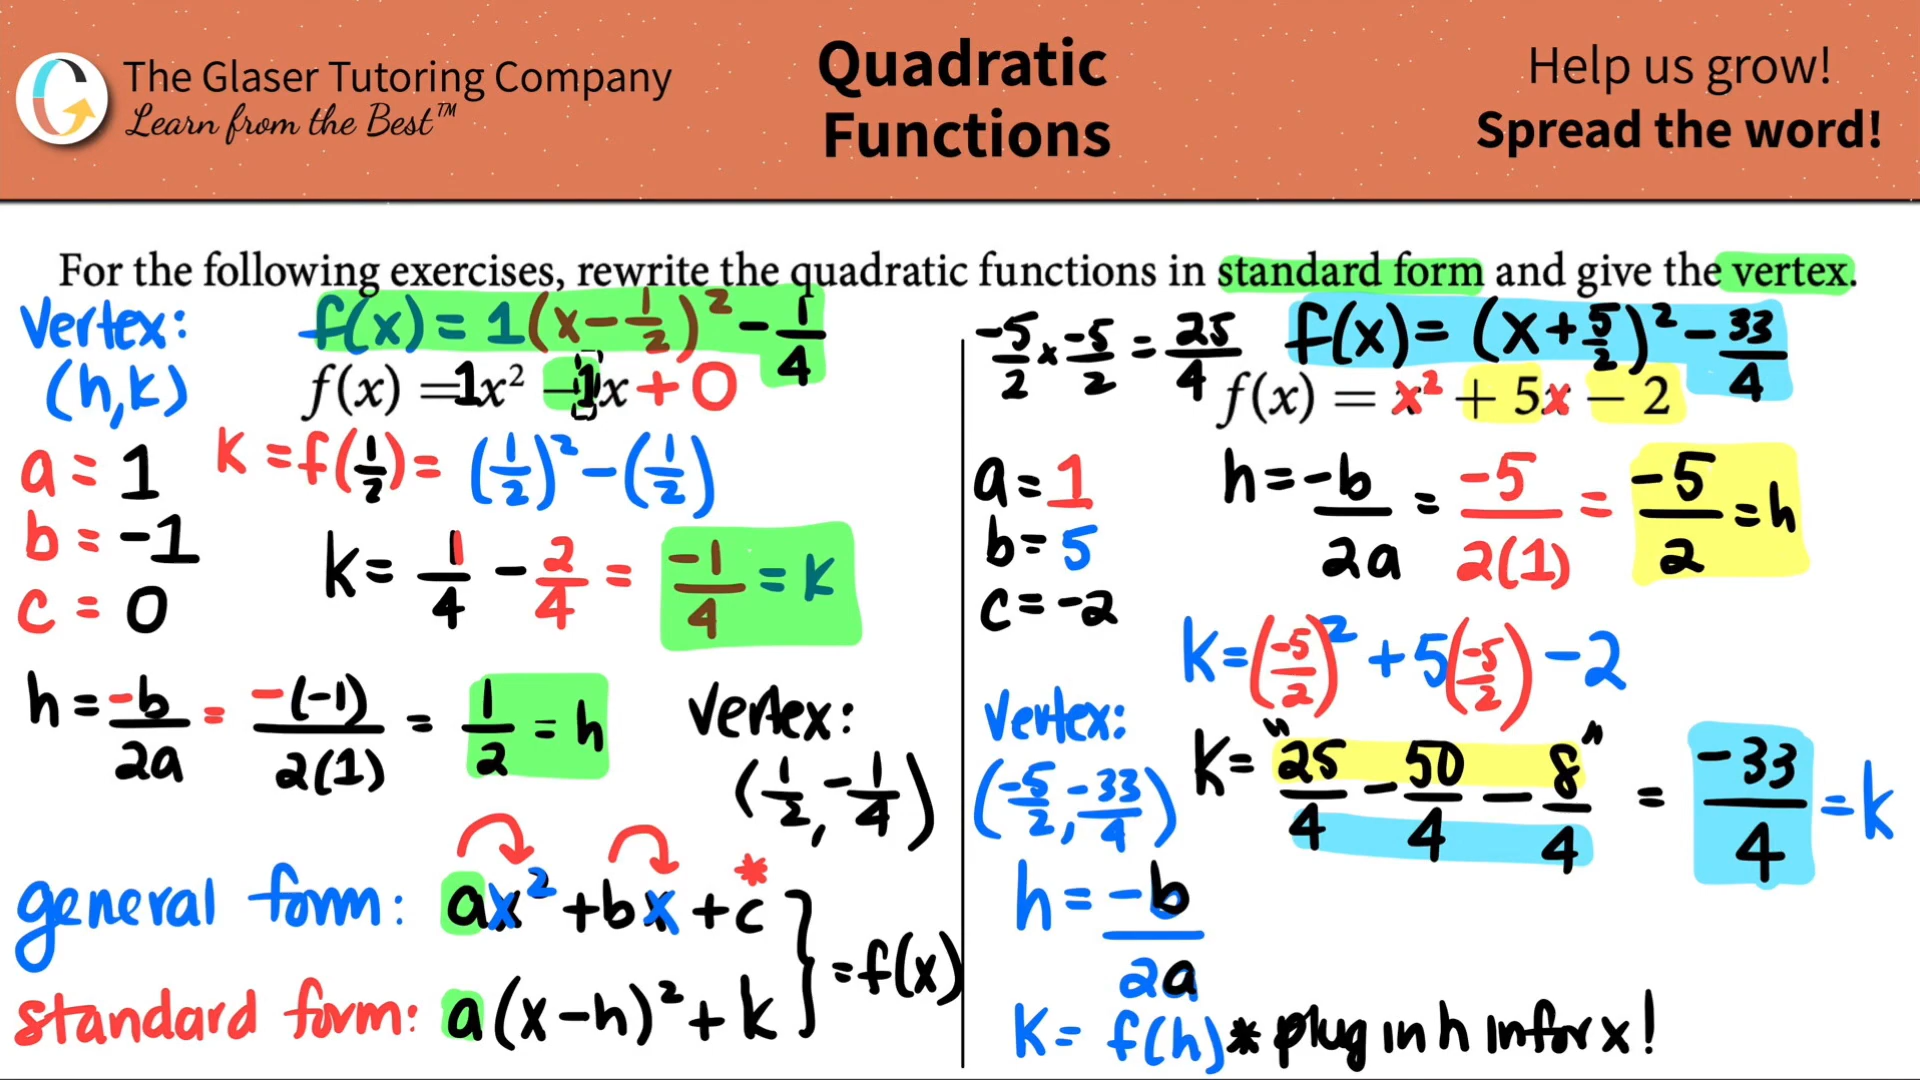 The Glaser Tutoring Company
Learn from the Best™
Quadratic
Functions
Help us grow!
Spread the word!
For the following exercises, rewrite the quadratic functions in standard form and give the vertex.
Vertex:
(h,k)
f(x) = 1(x - 1/2)² - 1/4
f(x) = 1x² - 1x + 0
a = 1
b = -1
c = 0
k = f(1/2) = (1/2)² - (1/2)
k = 1/4 - 2/4 = -1/4 = k
h = -b/2a = -(-1)/2(1) = 1/2 = h
Vertex:
(1/2, -1/4)
general form: ax² + bx + c *
standard form: a(x-h)² + k
} = f(x)
-5/2 x -5/2 = 25/4
f(x) = (x + 5/2)² - 33/4
f(x) = x² + 5x - 2
a = 1
b = 5
c = -2
h = -b/2a = -5/2(1) = -5/2 = h
k = (-5/2)² + 5(-5/2) - 2
k = "25/4 - 50/4 - 8/4" = -33/4 = k
Vertex:
(-5/2, -33/4)
h = -b/2a
k = f(h) * plug in h in for x!